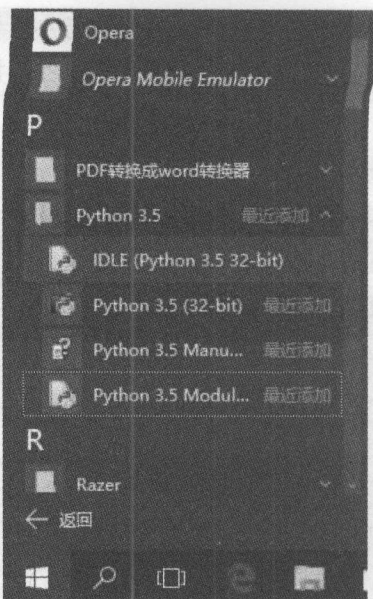 Opera
Opera Mobile Emulator
P
PDF转换成word转换器
Python 3.5 最近添加
IDLE (Python 3.5 32-bit)
Python 3.5 (32-bit) 最近添加
Python 3.5 Manu... 最近添加
Python 3.5 Modul... 最近添加
R
Razer
返回